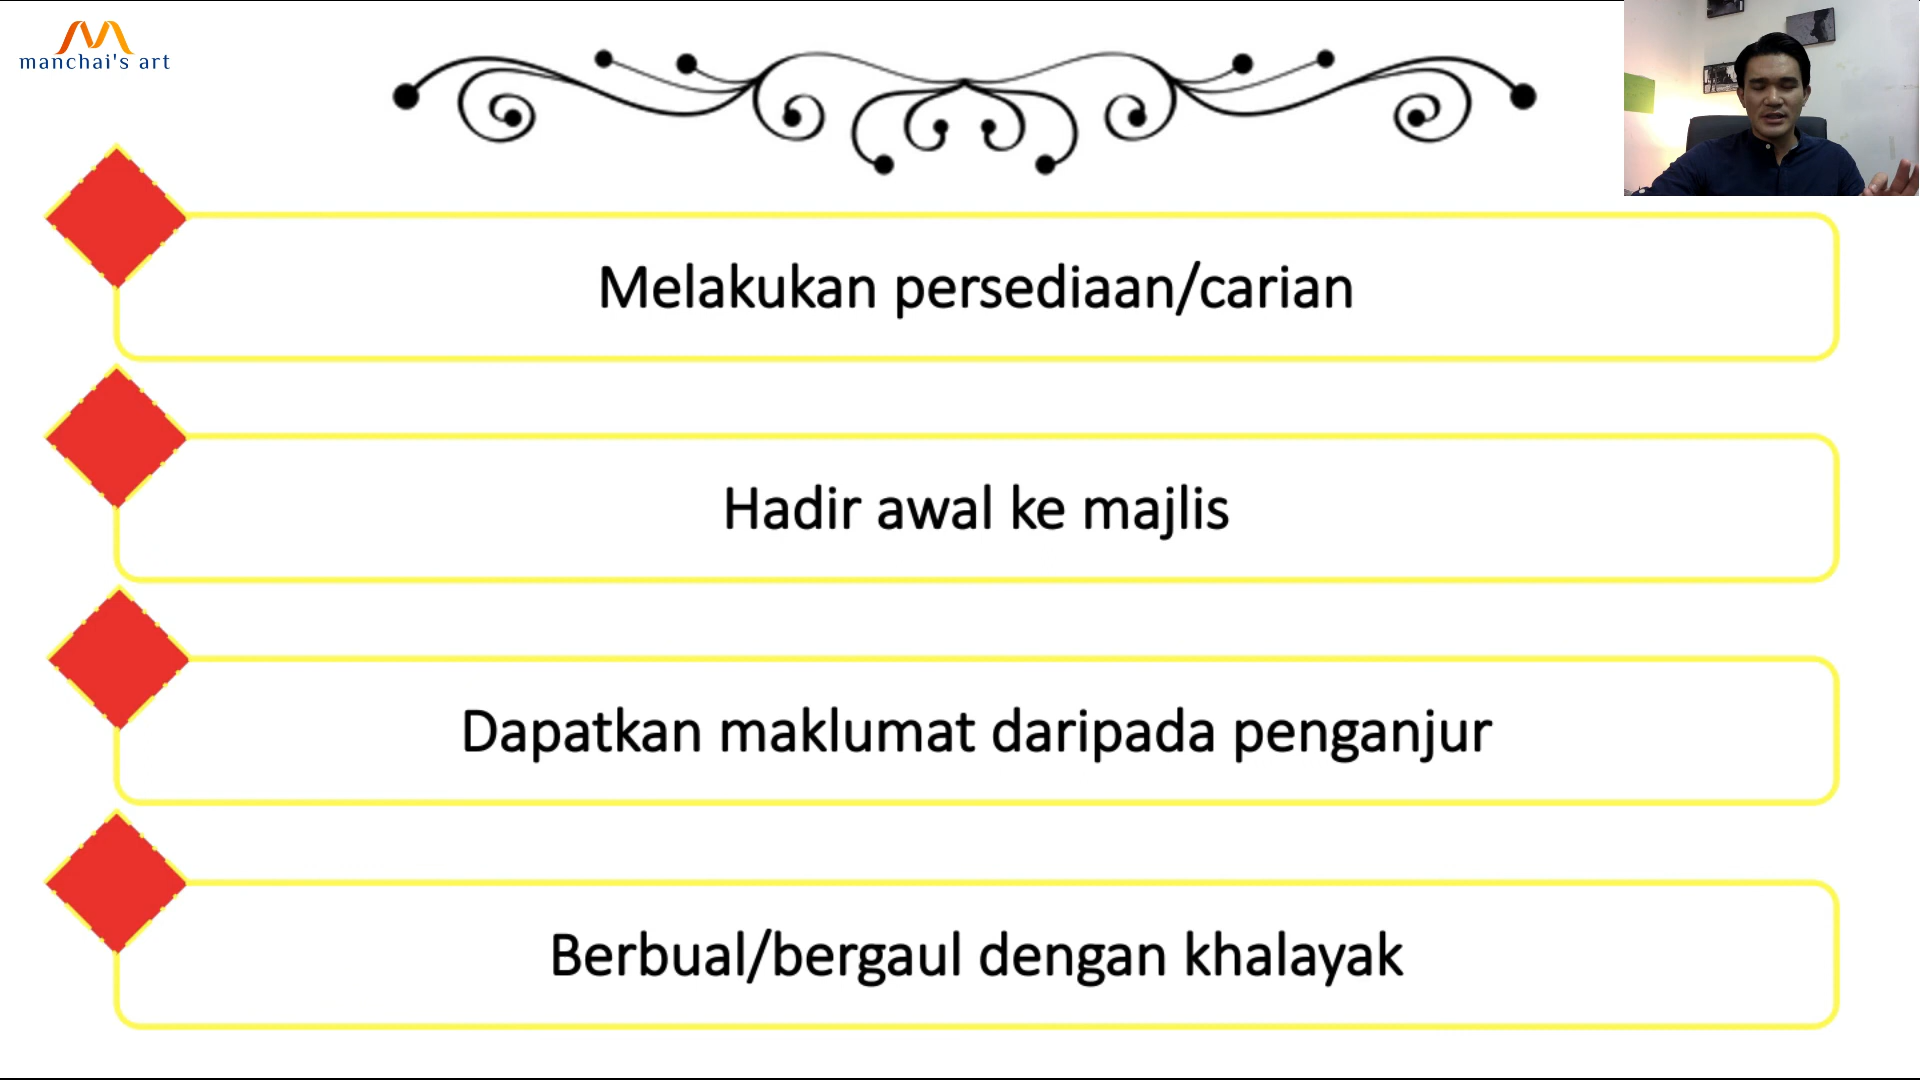 manchai's art
Melakukan persediaan/carian
Hadir awal ke majlis
Dapatkan maklumat daripada penganjur
Berbual/bergaul dengan khalayak